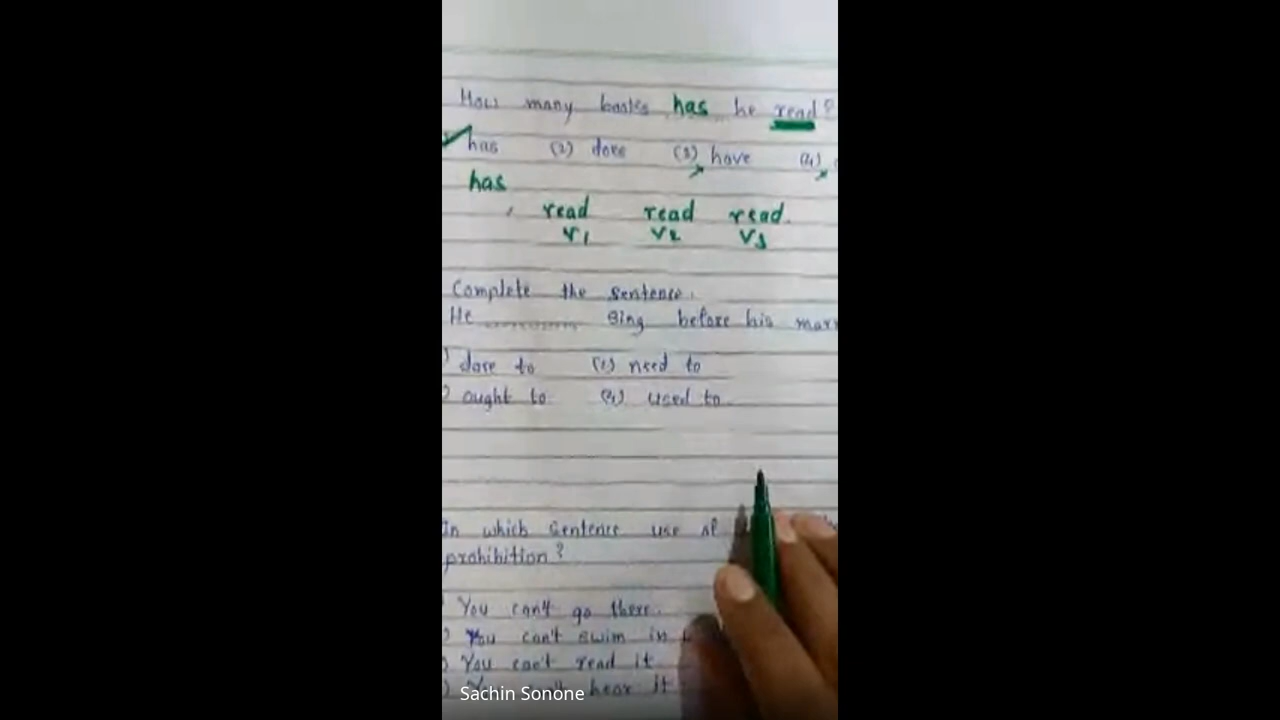 How many books has he read?
has (2) does (3) have (4)
has
read read read.
V1 V2 V3
Complete the sentence.
He .......... sing before his marr
dare to (2) need to
ought to (4) used to
In which sentence use of
prohibition?
You can't go there.
You can't swim in
You can't read it
hear it
Sachin Sonone